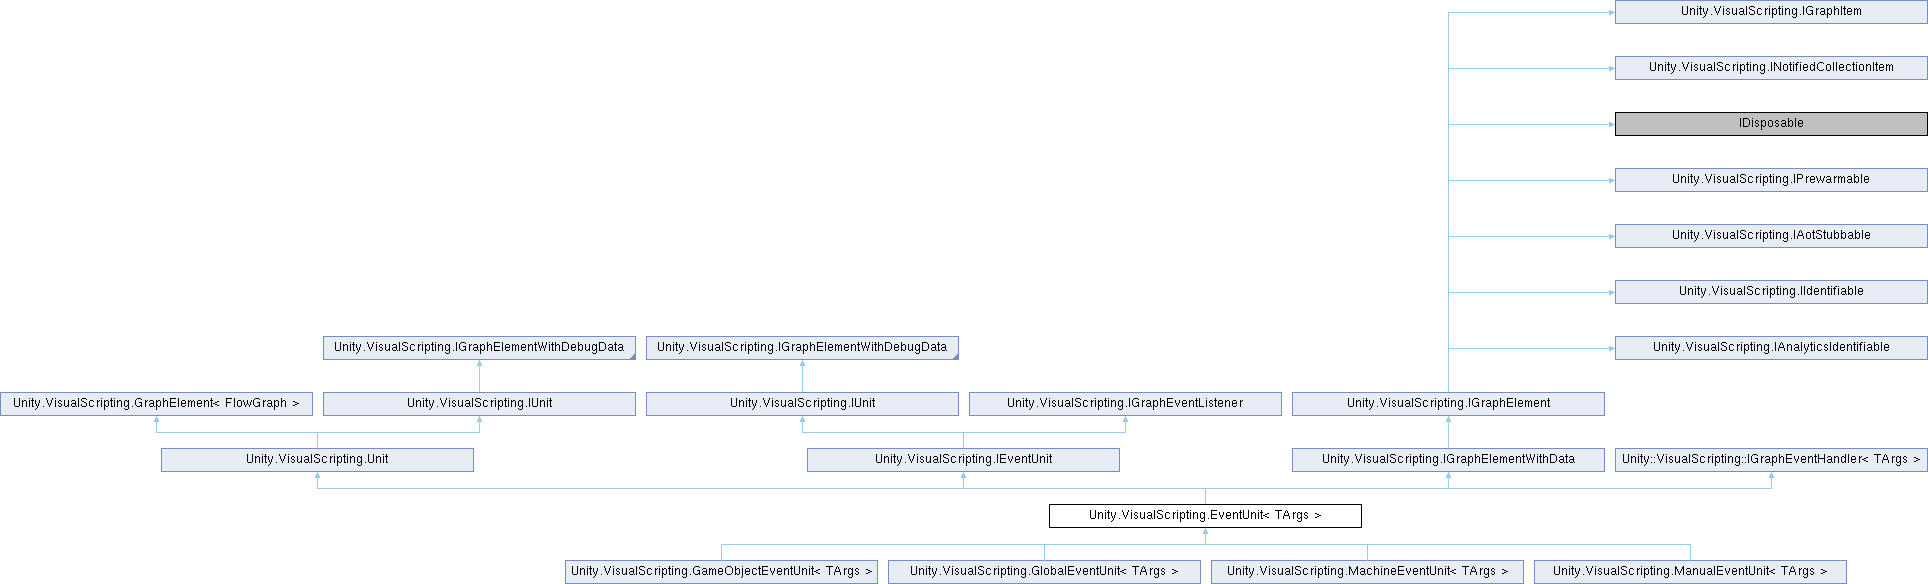 Unity.VisualScripting.IGraphItem
Unity.VisualScripting.INotifiedCollectionItem
IDisposable
Unity.VisualScripting.IPrewarmable
Unity.VisualScripting.IAotStubbable
Unity.VisualScripting.IIdentifiable
Unity.VisualScripting.IGraphElementWithDebugData
Unity.VisualScripting.IGraphElementWithDebugData
Unity.VisualScripting.IAnalyticsIdentifiable
Unity.VisualScripting.GraphElement< FlowGraph >
Unity.VisualScripting.IUnit
Unity.VisualScripting.IUnit
Unity.VisualScripting.IGraphEventListener
Unity.VisualScripting.IGraphElement
Unity.VisualScripting.Unit
Unity.VisualScripting.IEventUnit
Unity.VisualScripting.IGraphElementWithData
Unity::VisualScripting::IGraphEventHandler< TArgs >
Unity.VisualScripting.EventUnit< TArgs >
Unity.VisualScripting.GameObjectEventUnit< TArgs >
Unity.VisualScripting.GlobalEventUnit< TArgs >
Unity.VisualScripting.MachineEventUnit< TArgs >
Unity.VisualScripting.ManualEventUnit< TArgs >